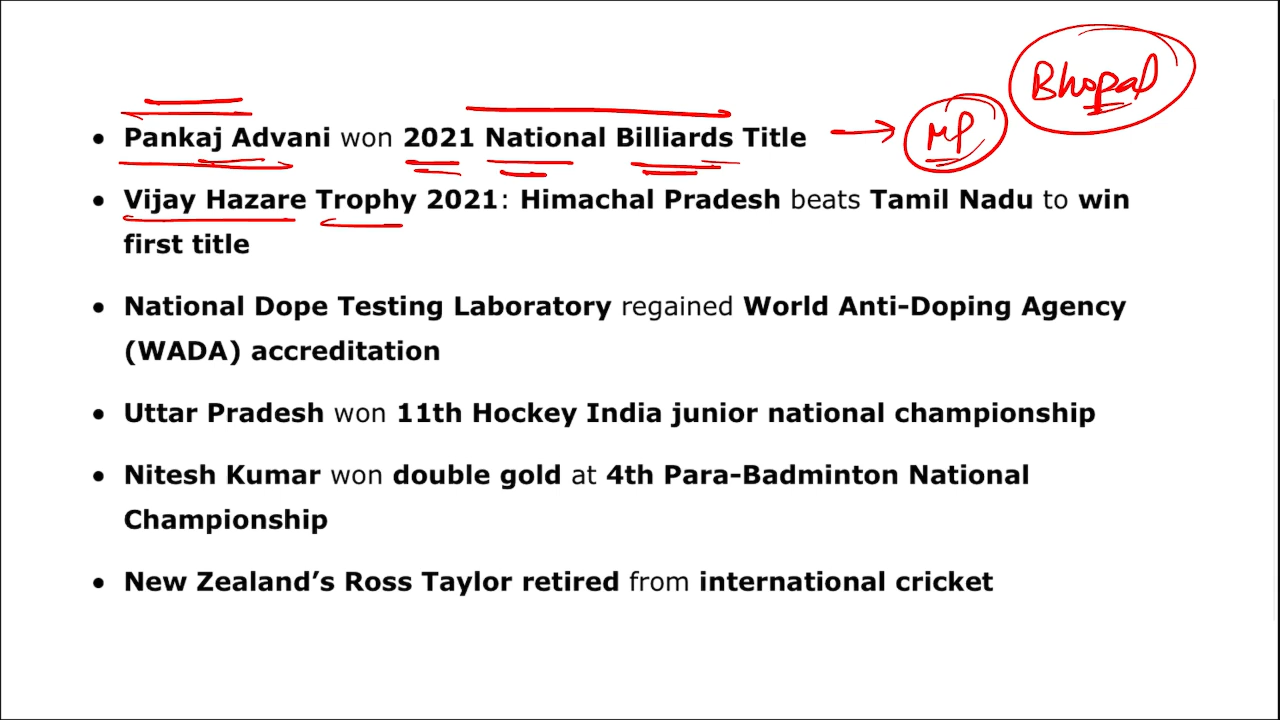 Bhopal
• Pankaj Advani won 2021 National Billiards Title → MP
• Vijay Hazare Trophy 2021: Himachal Pradesh beats Tamil Nadu to win
first title
• National Dope Testing Laboratory regained World Anti-Doping Agency
(WADA) accreditation
• Uttar Pradesh won 11th Hockey India junior national championship
• Nitesh Kumar won double gold at 4th Para-Badminton National
Championship
• New Zealand’s Ross Taylor retired from international cricket